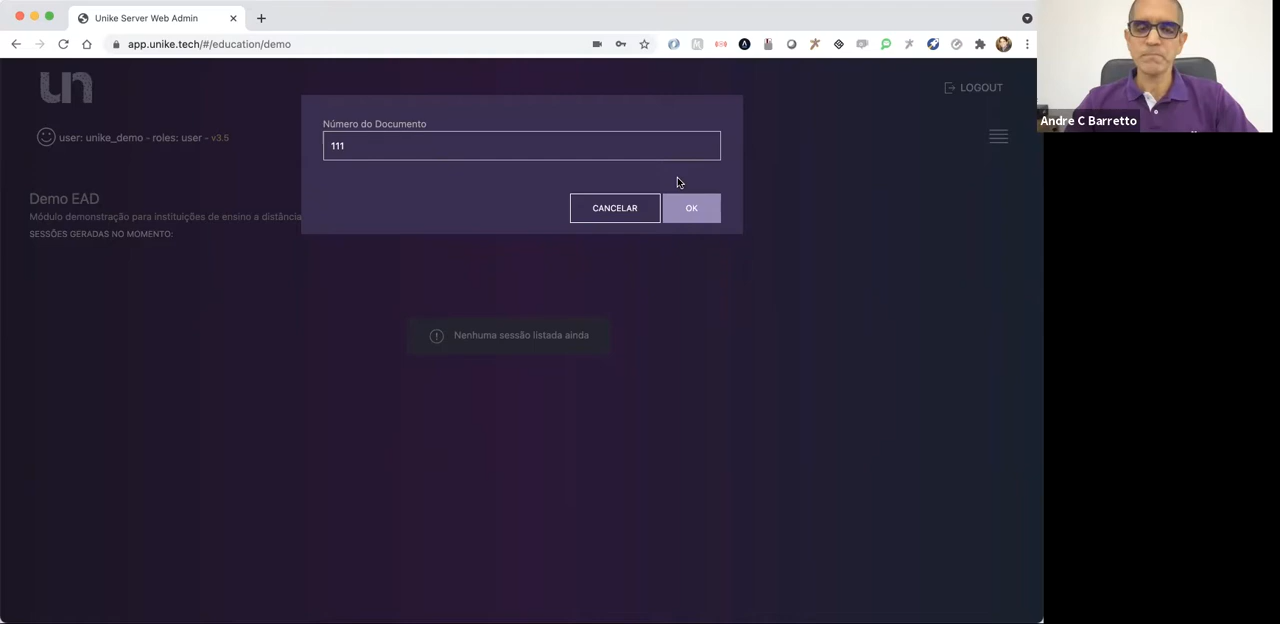 Unike Server Web Admin
app.unike.tech/#/education/demo
un
LOGOUT
Número do Documento
111
user: unike_demo - roles: user - v3.5
CANCELAR
OK
Demo EAD
Módulo demonstração para instituições de ensino a distância
SESSÕES GERADAS NO MOMENTO:
Nenhuma sessão listada ainda
Andre C Barretto